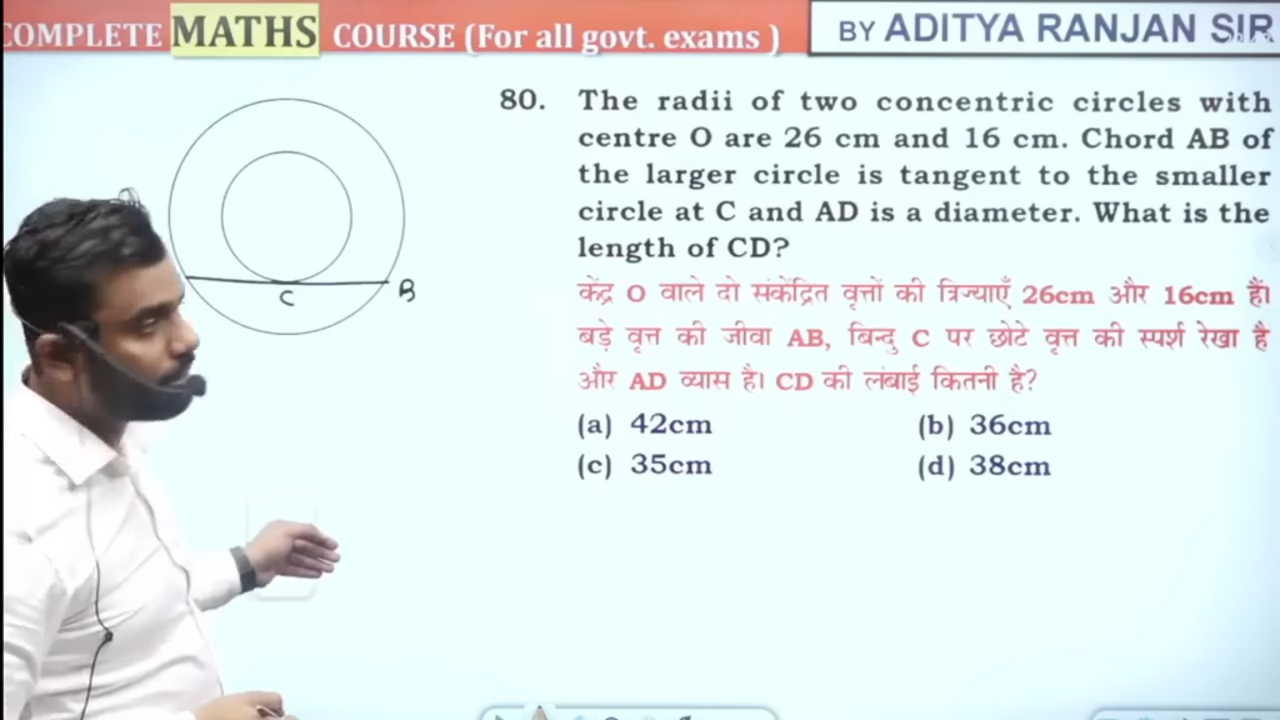 COMPLETE MATHS COURSE (For all govt. exams )
BY ADITYA RANJAN SIR
80. The radii of two concentric circles with
centre O are 26 cm and 16 cm. Chord AB of
the larger circle is tangent to the smaller
circle at C and AD is a diameter. What is the
length of CD?
केंद्र O वाले दो संकेंद्रित वृत्तों की त्रिज्याएँ 26cm और 16cm हैं।
बड़े वृत्त की जीवा AB, बिन्दु C पर छोटे वृत्त की स्पर्श रेखा है
और AD व्यास है। CD की लंबाई कितनी है?
(a) 42cm (b) 36cm
(c) 35cm (d) 38cm
C
B